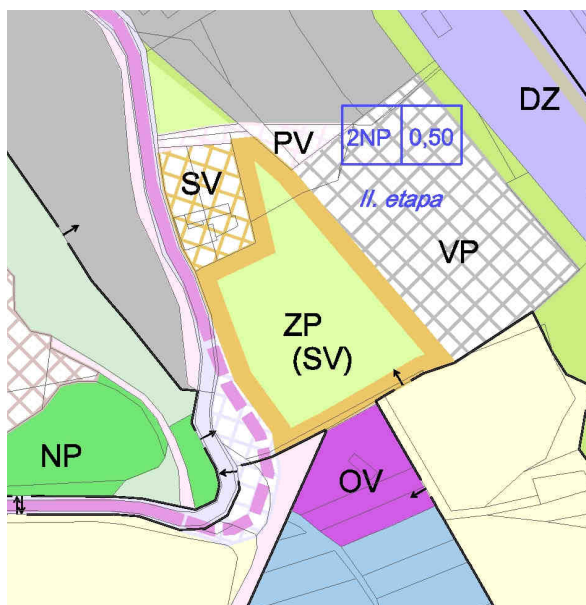 DZ
PV
2NP 0,50
SV
II. etapa
VP
ZP
(SV)
NP
OV